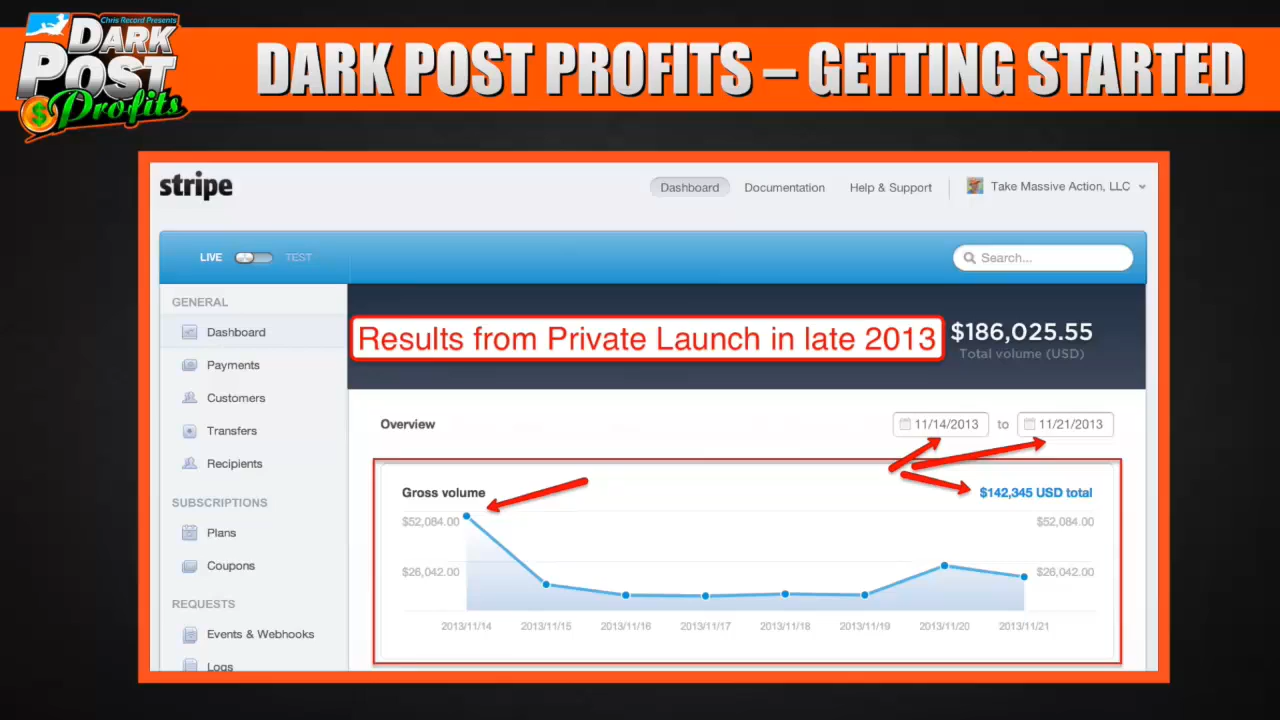 Chris Record Presents
DARK
POST
Profits
$
DARK POST PROFITS – GETTING STARTED
stripe
Dashboard Documentation Help & Support Take Massive Action, LLC
LIVE TEST Search...
GENERAL
Dashboard
Payments
Customers
Transfers
Recipients
SUBSCRIPTIONS
Plans
Coupons
REQUESTS
Events & Webhooks
Logs
Results from Private Launch in late 2013
$186,025.55
Total volume (USD)
Overview 11/14/2013 to 11/21/2013
Gross volume $142,345 USD total
$52,084.00 $52,084.00
$26,042.00 $26,042.00
2013/11/14 2013/11/15 2013/11/16 2013/11/17 2013/11/18 2013/11/19 2013/11/20 2013/11/21